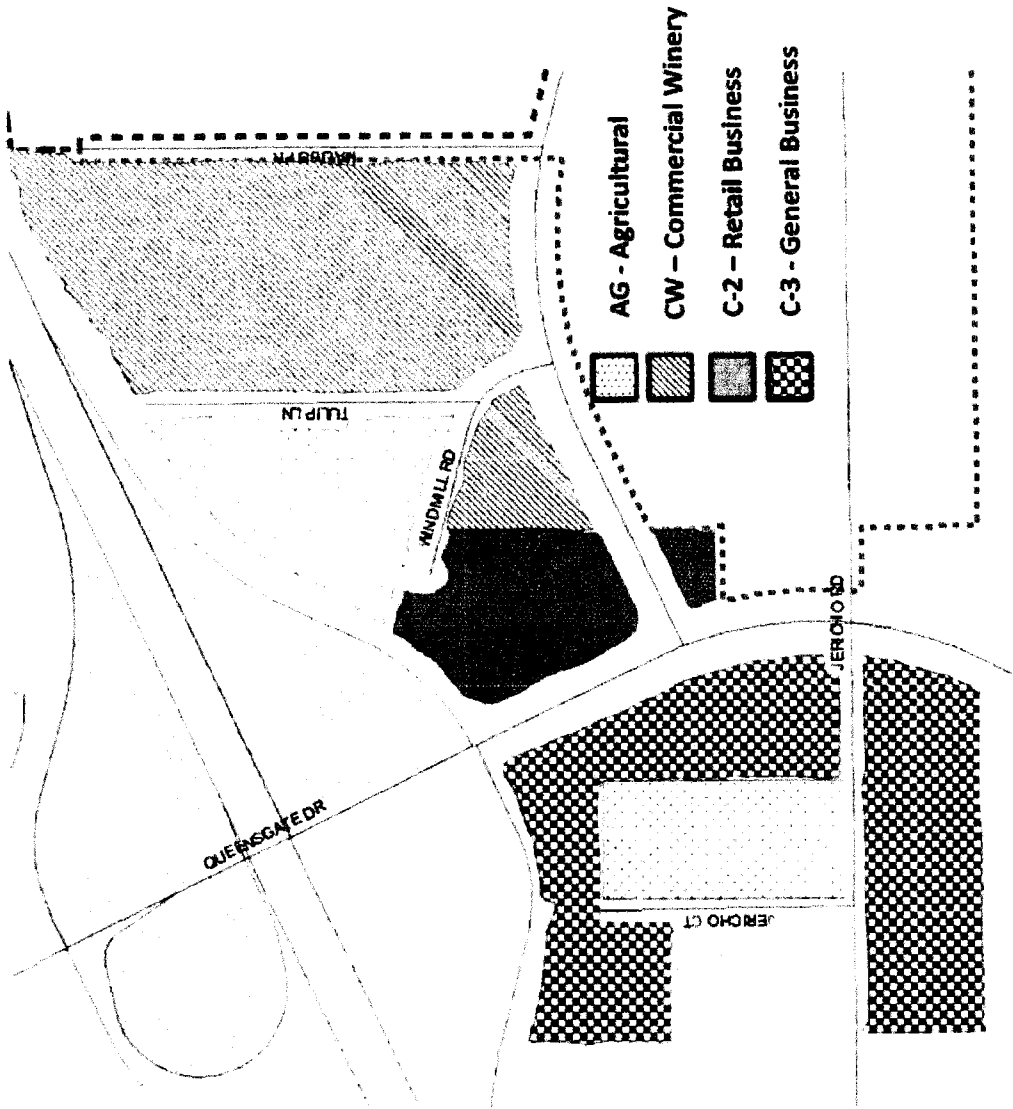 QUEENSGATE DR
TULIP LN
WINDMILL RD
JERICHO RD
JERICHO CT
AG - Agricultural
CW – Commercial Winery
C-2 – Retail Business
C-3 - General Business